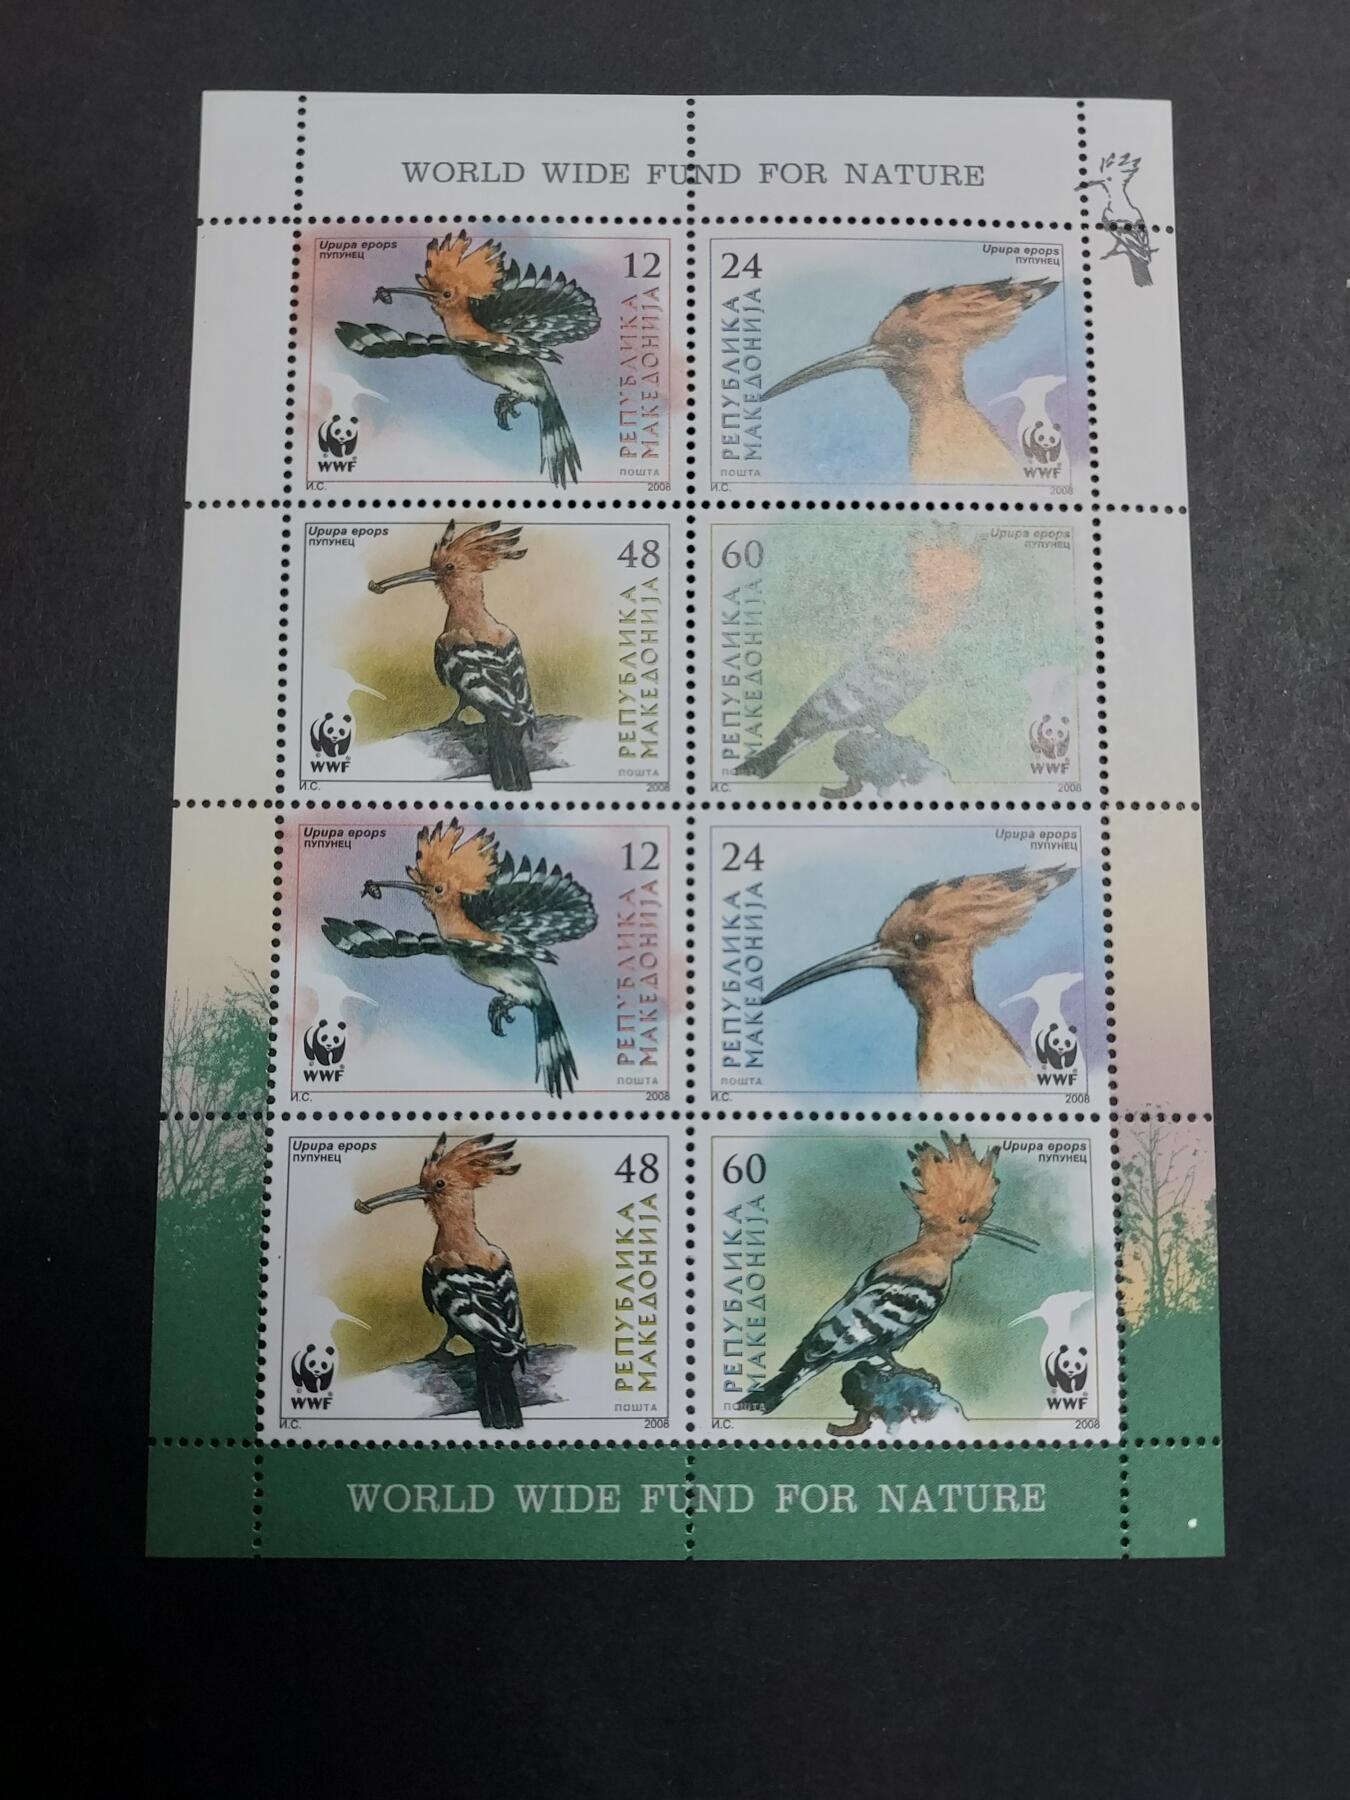 WORLD WIDE FUND FOR NATURE
Upupa epops
ПУПУНЕЦ
12
РЕПУБЛИКА
МАКЕДОНИЈА
ПОШТА
WWF
И.С.
2008
24
Upupa epops
ПУПУНЕЦ
РЕПУБЛИКА
МАКЕДОНИЈА
ПОШТА
WWF
И.С.
2008
Upupa epops
ПУПУНЕЦ
48
РЕПУБЛИКА
МАКЕДОНИЈА
ПОШТА
WWF
И.С.
2008
60
Upupa epops
ПУПУНЕЦ
РЕПУБЛИКА
МАКЕДОНИЈА
ПОШТА
WWF
И.С.
2008
Upupa epops
ПУПУНЕЦ
12
РЕПУБЛИКА
МАКЕДОНИЈА
ПОШТА
WWF
И.С.
2008
24
Upupa epops
ПУПУНЕЦ
РЕПУБЛИКА
МАКЕДОНИЈА
ПОШТА
WWF
И.С.
2008
Upupa epops
ПУПУНЕЦ
48
РЕПУБЛИКА
МАКЕДОНИЈА
ПОШТА
WWF
И.С.
2008
60
Upupa epops
ПУПУНЕЦ
РЕПУБЛИКА
МАКЕДОНИЈА
ПОШТА
WWF
И.С.
2008
WORLD WIDE FUND FOR NATURE